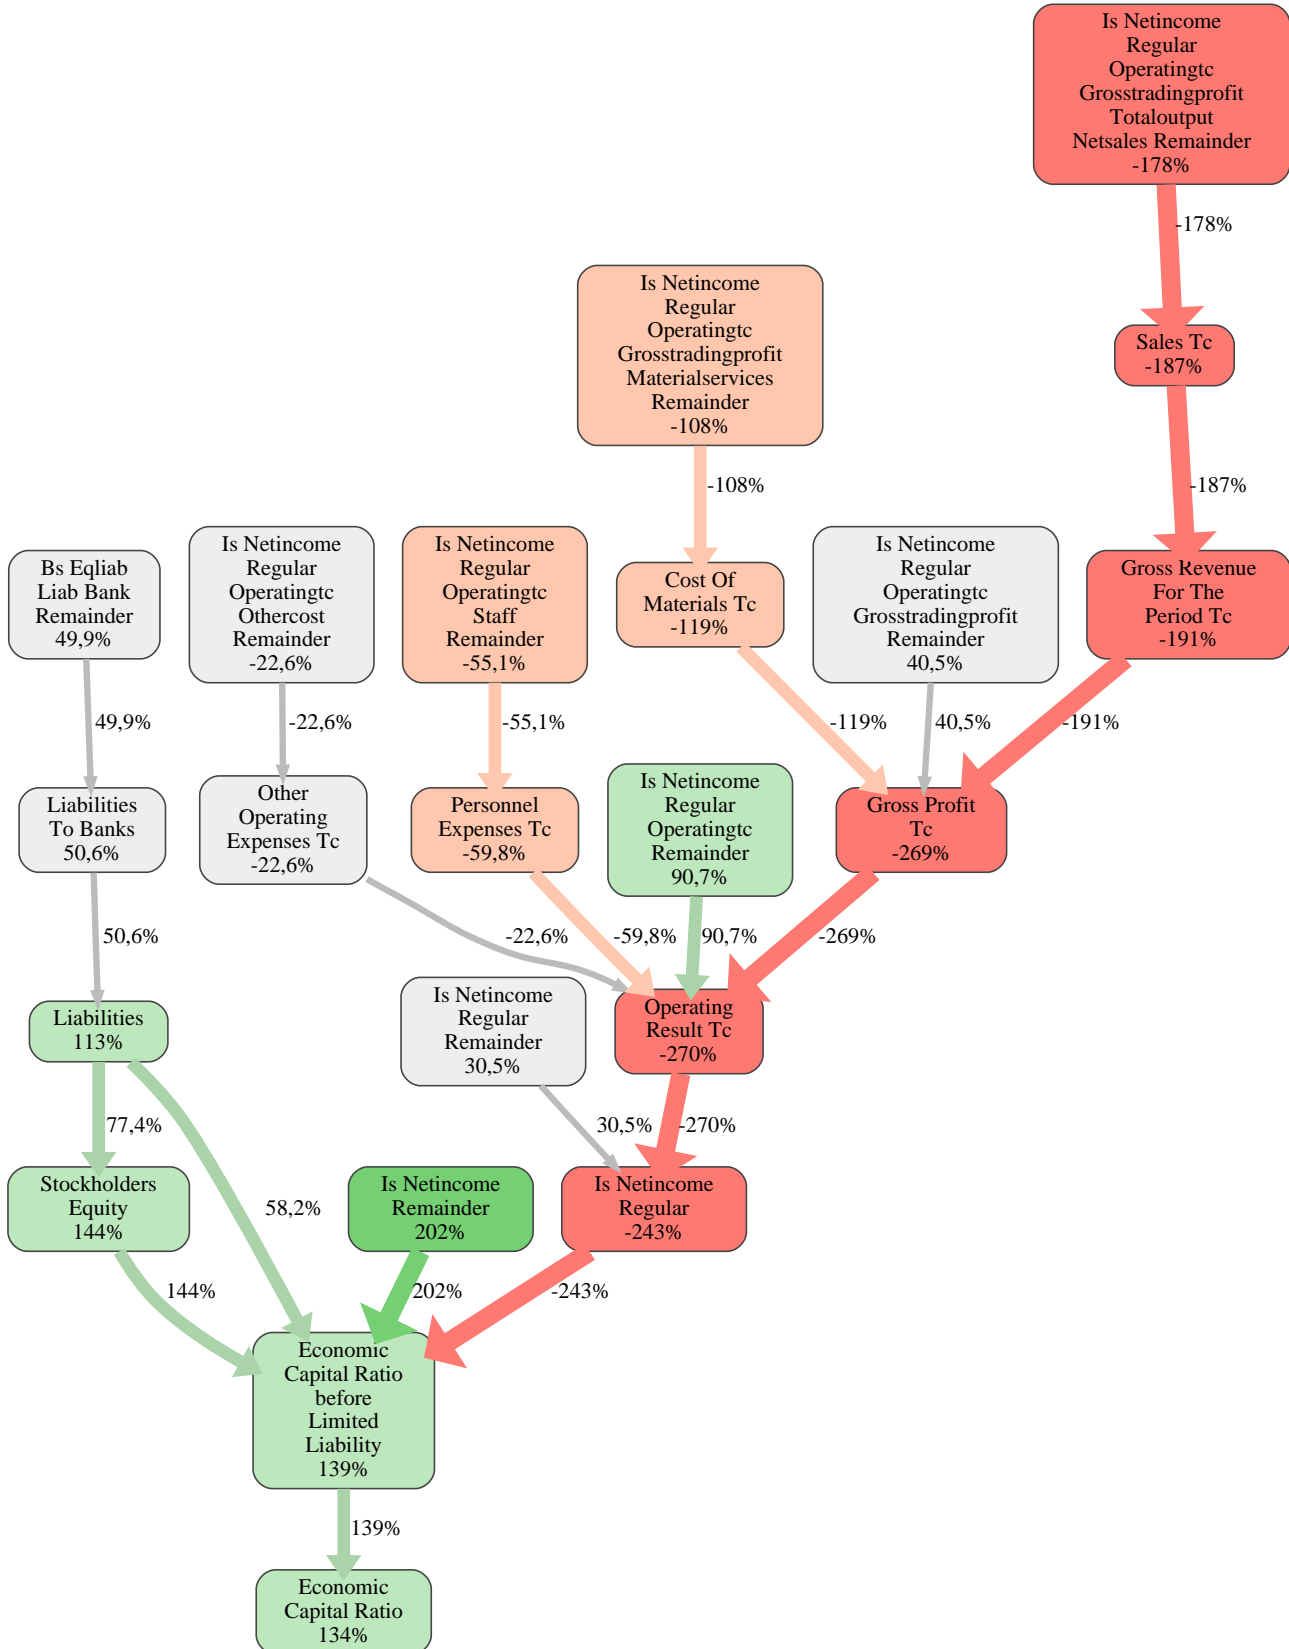 Is Netincome
Regular
Operatingtc
Grosstradingprofit
Totaloutput
Netsales Remainder
-178%
-178%
Is Netincome
Regular
Operatingtc
Grosstradingprofit
Materialservices
Remainder
-108%
Sales Tc
-187%
-108%
-187%
Bs Eqliab
Liab Bank
Remainder
49,9%
Is Netincome
Regular
Operatingtc
Othercost
Remainder
-22,6%
Is Netincome
Regular
Operatingtc
Staff
Remainder
-55,1%
Cost Of
Materials Tc
-119%
Is Netincome
Regular
Operatingtc
Grosstradingprofit
Remainder
40,5%
Gross Revenue
For The
Period Tc
-191%
49,9%
-22,6%
-55,1%
-119%
40,5%
-191%
Liabilities
To Banks
50,6%
Other
Operating
Expenses Tc
-22,6%
Personnel
Expenses Tc
-59,8%
Is Netincome
Regular
Operatingtc
Remainder
90,7%
Gross Profit
Tc
-269%
50,6%
-22,6%
-59,8%
90,7%
-269%
Liabilities
113%
Is Netincome
Regular
Remainder
30,5%
Operating
Result Tc
-270%
77,4%
58,2%
30,5%
-270%
Stockholders
Equity
144%
Is Netincome
Remainder
202%
Is Netincome
Regular
-243%
144%
202%
-243%
Economic
Capital Ratio
before
Limited
Liability
139%
139%
Economic
Capital Ratio
134%